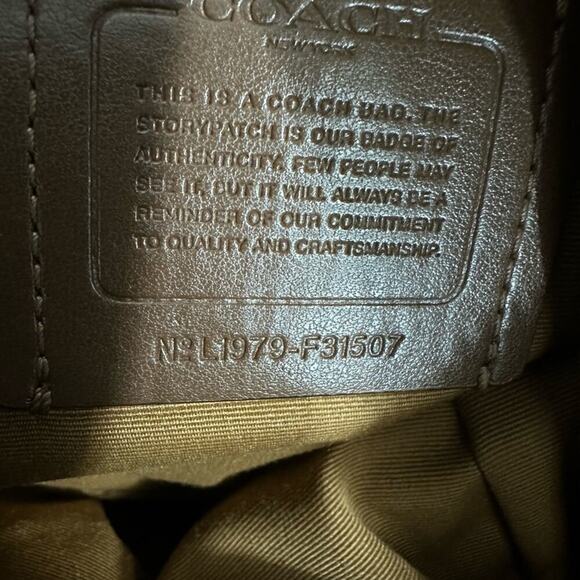 COACH
NEW YORK
THIS IS A COACH BAG. THE
STORYPATCH IS OUR BADGE OF
AUTHENTICITY. FEW PEOPLE MAY
SEE IT, BUT IT WILL ALWAYS BE A
REMINDER OF OUR COMMITMENT
TO QUALITY AND CRAFTSMANSHIP.
No L1979-F31507